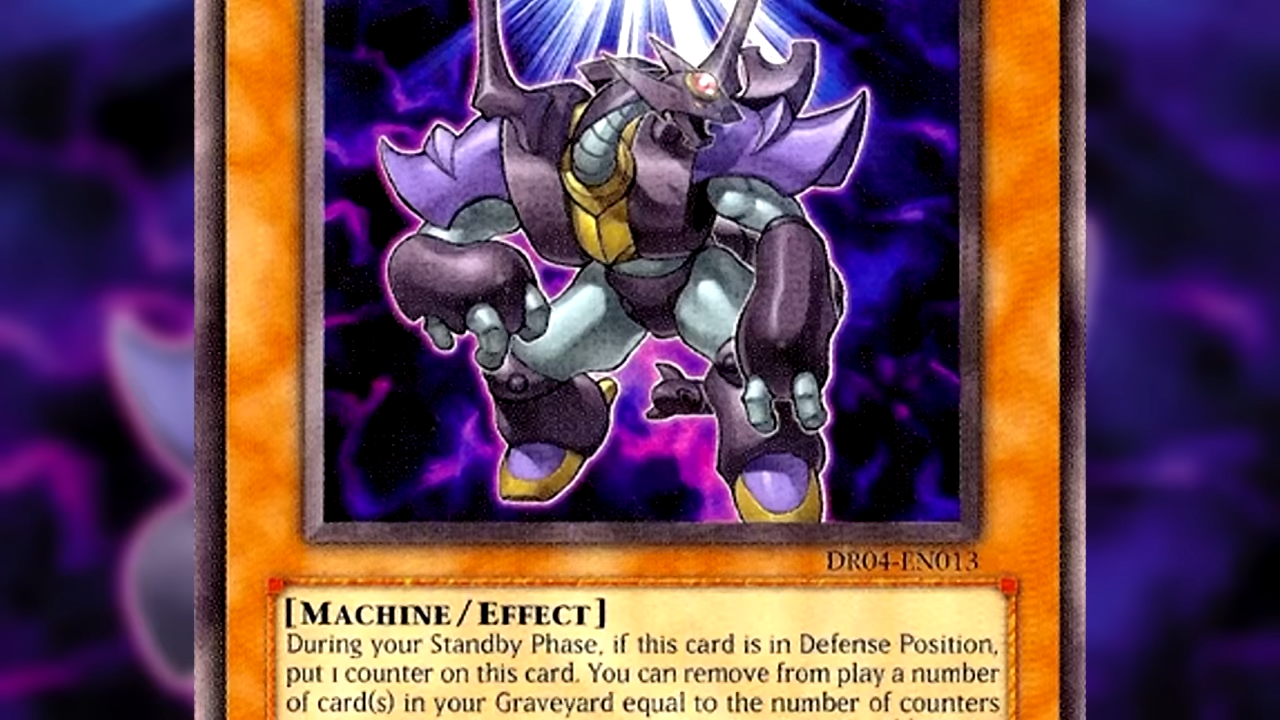 DR04-EN013
[MACHINE/EFFECT]
During your Standby Phase, if this card is in Defense Position,
put 1 counter on this card. You can remove from play a number
of card(s) in your Graveyard equal to the number of counters